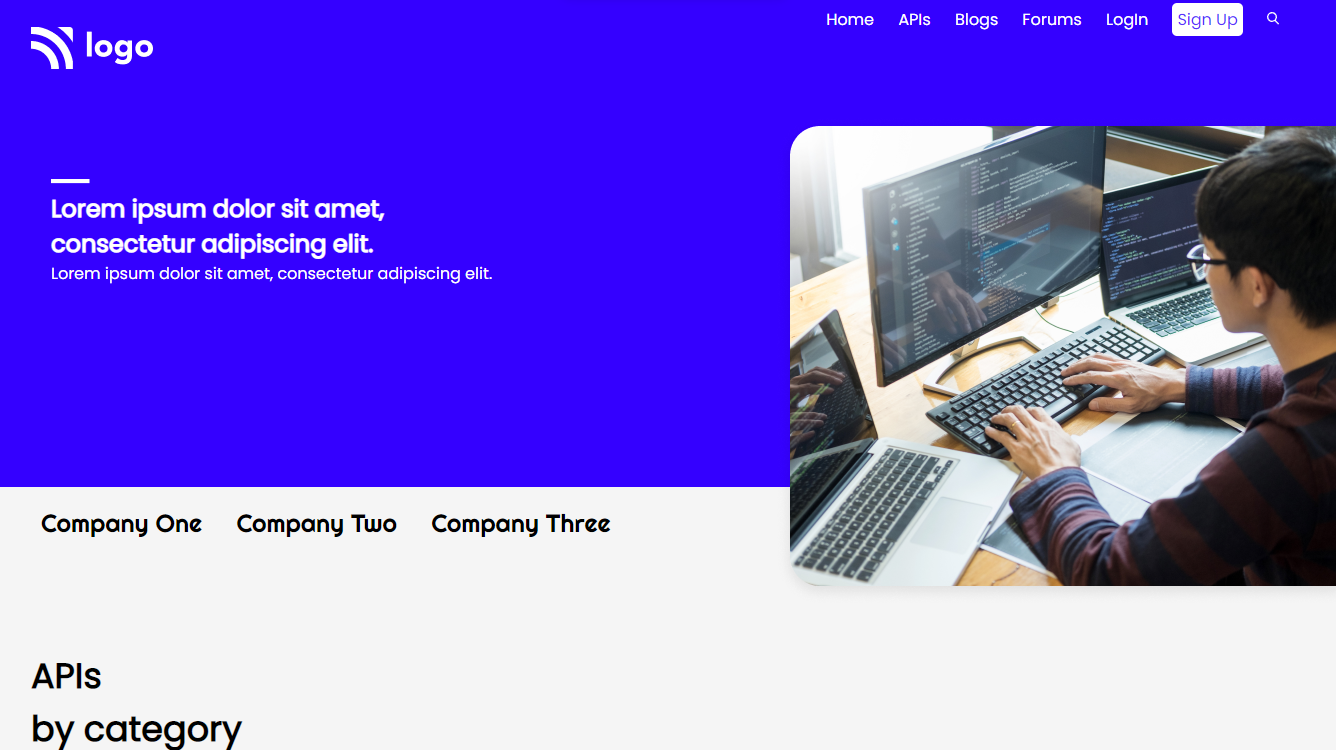 logo
Home APIs Blogs Forums LogIn Sign Up
Lorem ipsum dolor sit amet,
consectetur adipiscing elit.
Lorem ipsum dolor sit amet, consectetur adipiscing elit.
Company One Company Two Company Three
APIs
by category